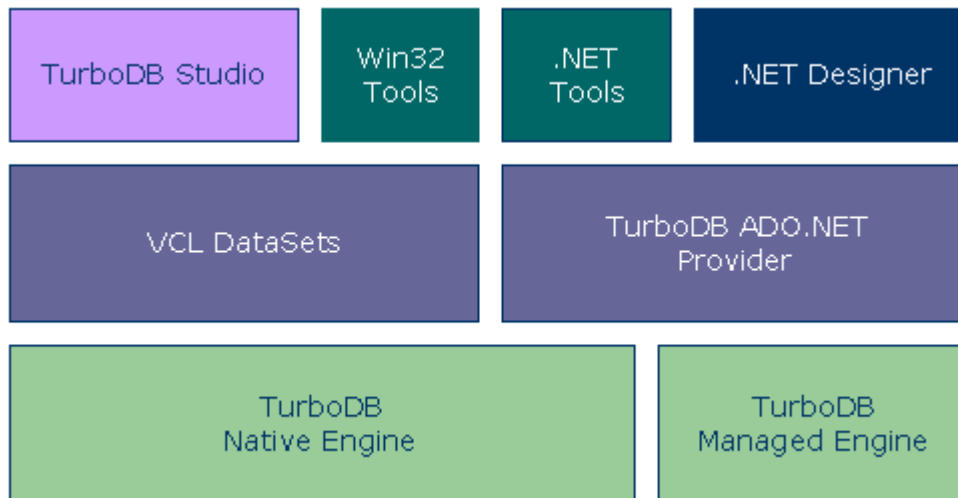 TurboDB Studio
Win32
Tools
.NET
Tools
.NET Designer
VCL DataSets
TurboDB ADO.NET
Provider
TurboDB
Native Engine
TurboDB
Managed Engine